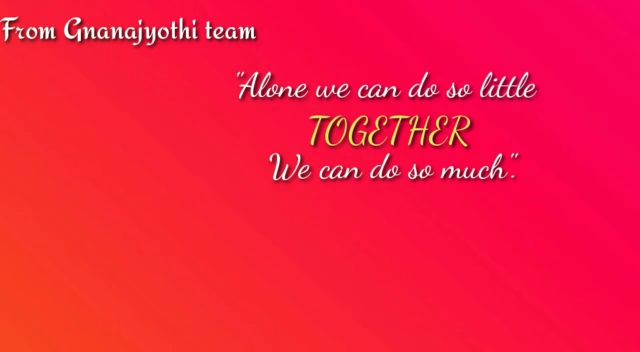 From Gnanajyothi team
"Alone we can do so little
TOGETHER
We can do so much".